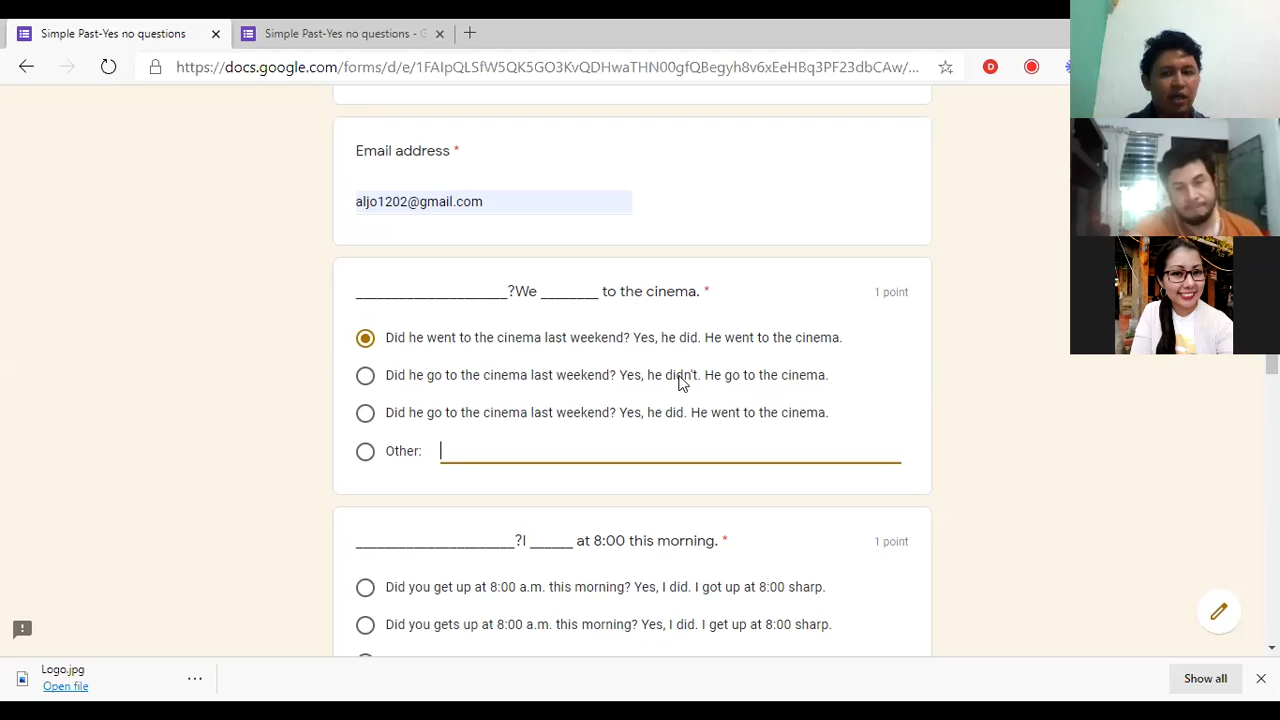 Simple Past-Yes no questions
Simple Past-Yes no questions - G
https://docs.google.com/forms/d/e/1FAIpQLSW5QK5GO3KvQDHwaTHN00gfQBegyh8v6xEeHBq3PF23dbCAw/...
D
Email address *
aljo1202@gmail.com
____________________?We ________ to the cinema. *
1 point
Did he went to the cinema last weekend? Yes, he did. He went to the cinema.
Did he go to the cinema last weekend? Yes, he didn't. He go to the cinema.
Did he go to the cinema last weekend? Yes, he did. He went to the cinema.
Other:
_____________________?I ______ at 8:00 this morning. *
1 point
Did you get up at 8:00 a.m. this morning? Yes, I did. I got up at 8:00 sharp.
Did you gets up at 8:00 a.m. this morning? Yes, I did. I get up at 8:00 sharp.
Logo.jpg
Open file
Show all